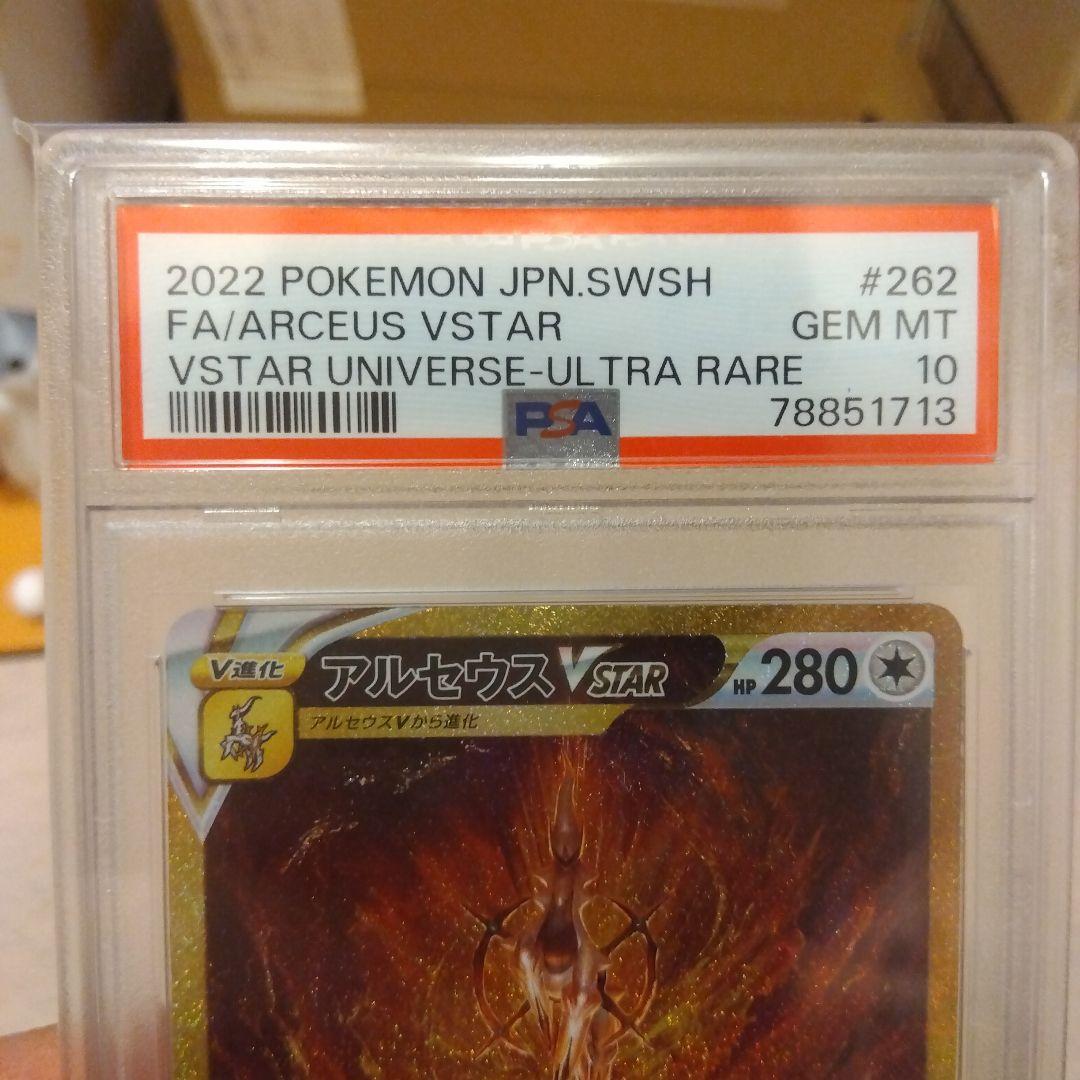 2022 POKEMON JPN.SWSH #262
FA/ARCEUS VSTAR GEM MT
VSTAR UNIVERSE-ULTRA RARE 10
PSA 78851713
V進化 アルセウス VSTAR HP 280
アルセウスVから進化